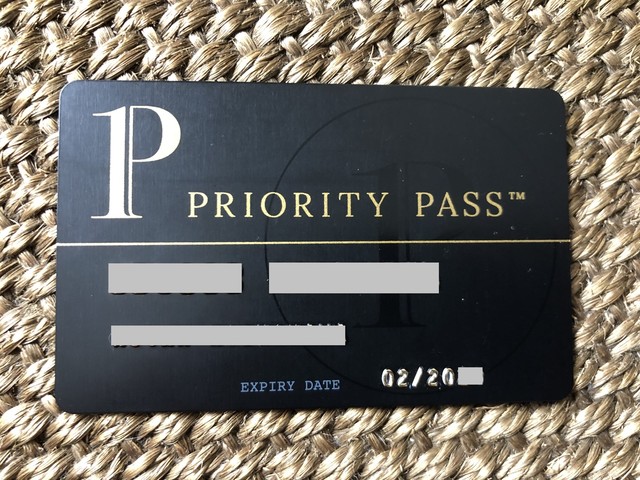 P
PRIORITY PASS™
EXPIRY DATE 02/20